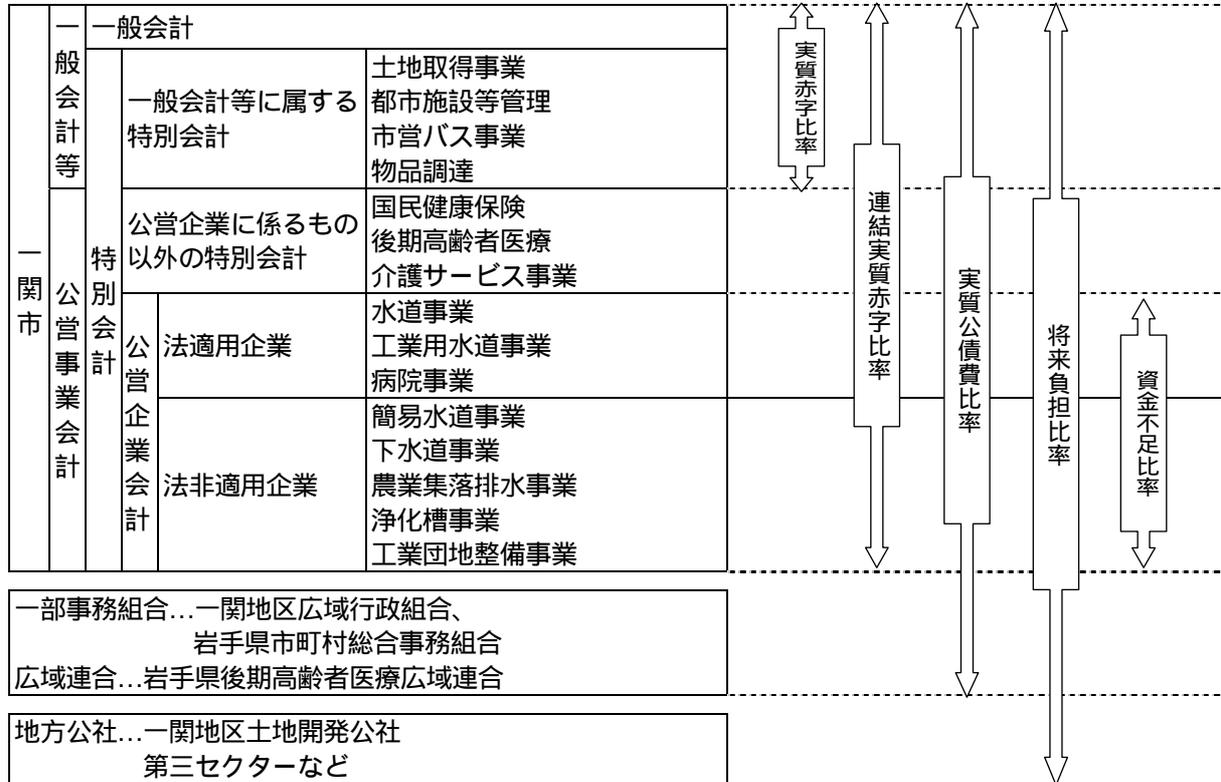 一関市
一般会計等
公営事業会計
一般会計
特別会計
一般会計等に属する
特別会計
土地取得事業
都市施設等管理
市営バス事業
物品調達
公営企業に係るもの
以外の特別会計
国民健康保険
後期高齢者医療
介護サービス事業
公営企業会計
法適用企業
水道事業
工業用水道事業
病院事業
法非適用企業
簡易水道事業
下水道事業
農業集落排水事業
浄化槽事業
工業団地整備事業
実質赤字比率
連結実質赤字比率
実質公債費比率
将来負担比率
資金不足比率
一部事務組合…一関地区広域行政組合、
岩手県市町村総合事務組合
広域連合…岩手県後期高齢者医療広域連合
地方公社…一関地区土地開発公社
第三セクターなど